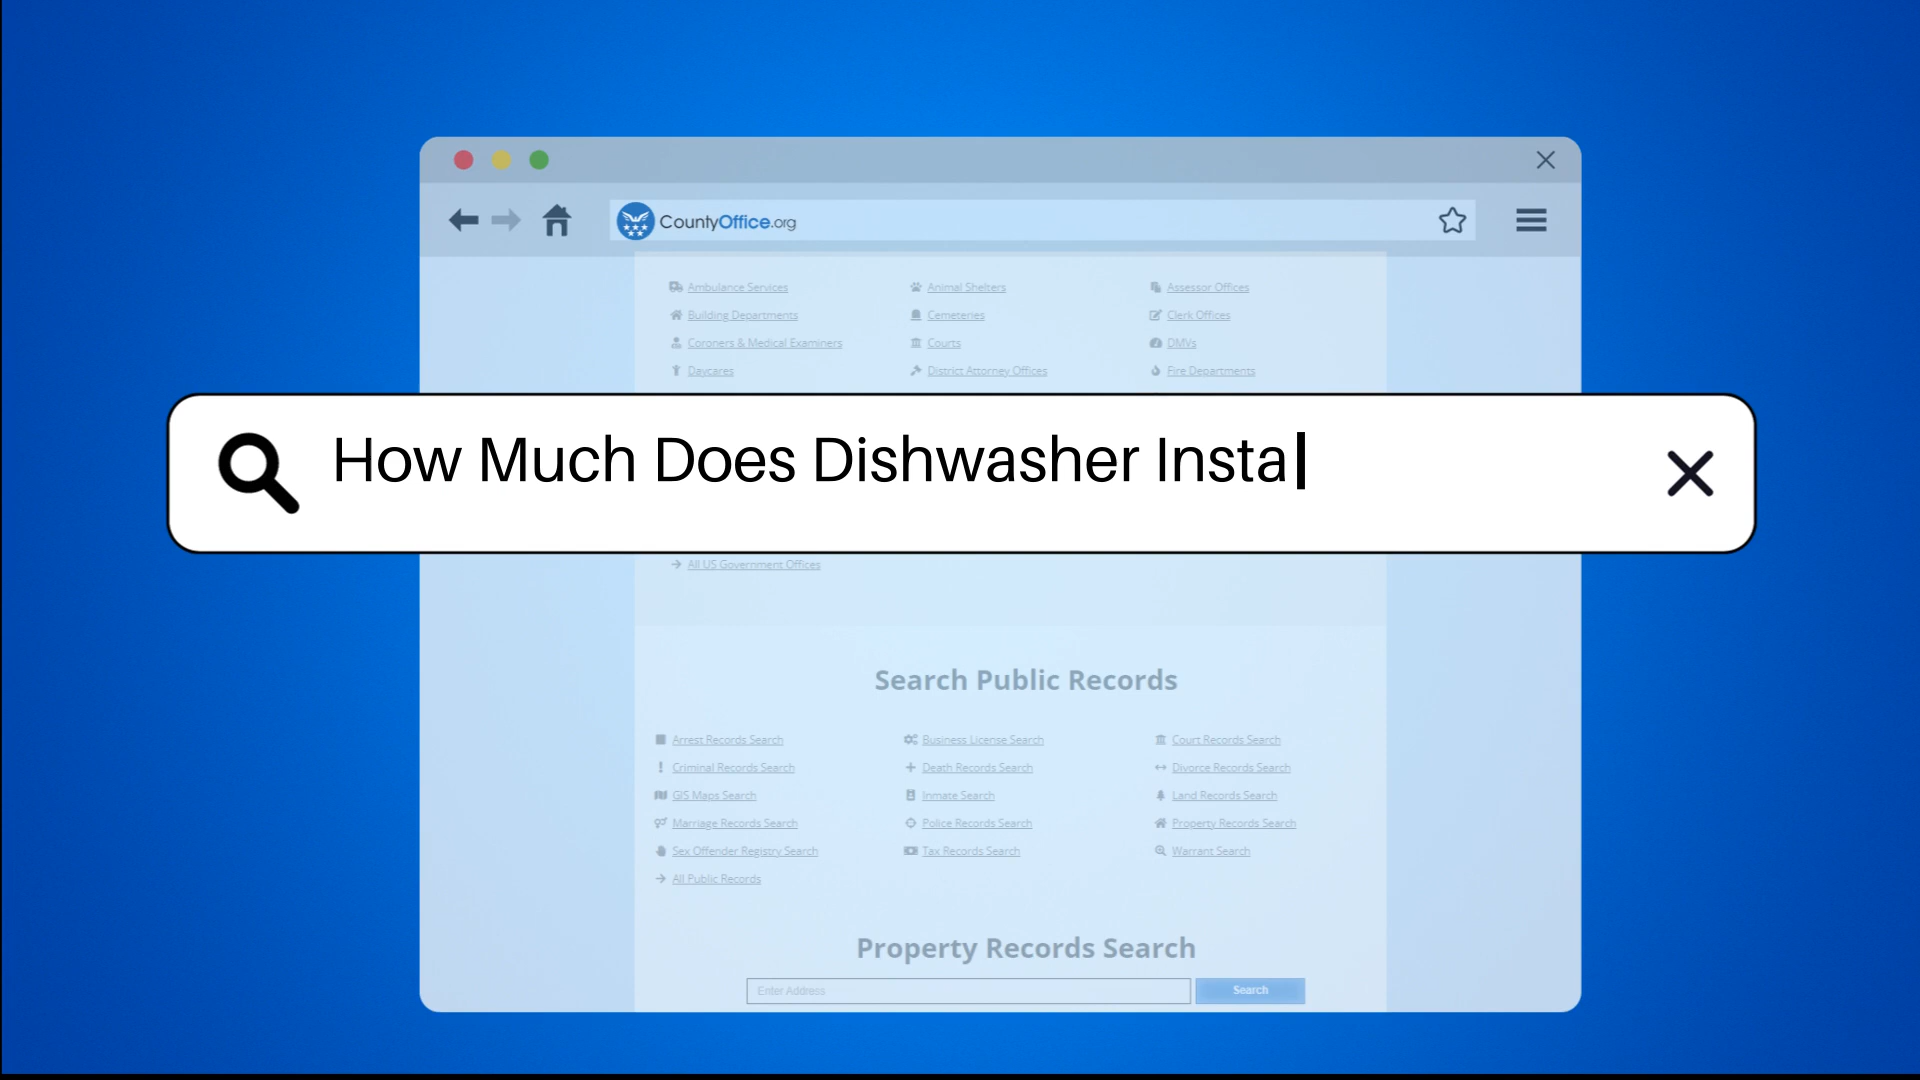 CountyOffice.org
Ambulance Services Animal Shelters Assessor Offices
Building Departments Cemeteries Clerk Offices
Coroners & Medical Examiners Courts DMVs
Daycares District Attorney Offices Fire Departments
How Much Does Dishwasher Insta
All US Government Offices
Search Public Records
Arrest Records Search Business License Search Court Records Search
Criminal Records Search Death Records Search Divorce Records Search
GIS Maps Search Inmate Search Land Records Search
Marriage Records Search Police Records Search Property Records Search
Sex Offender Registry Search Tax Records Search Warrant Search
All Public Records
Property Records Search
Enter Address Search